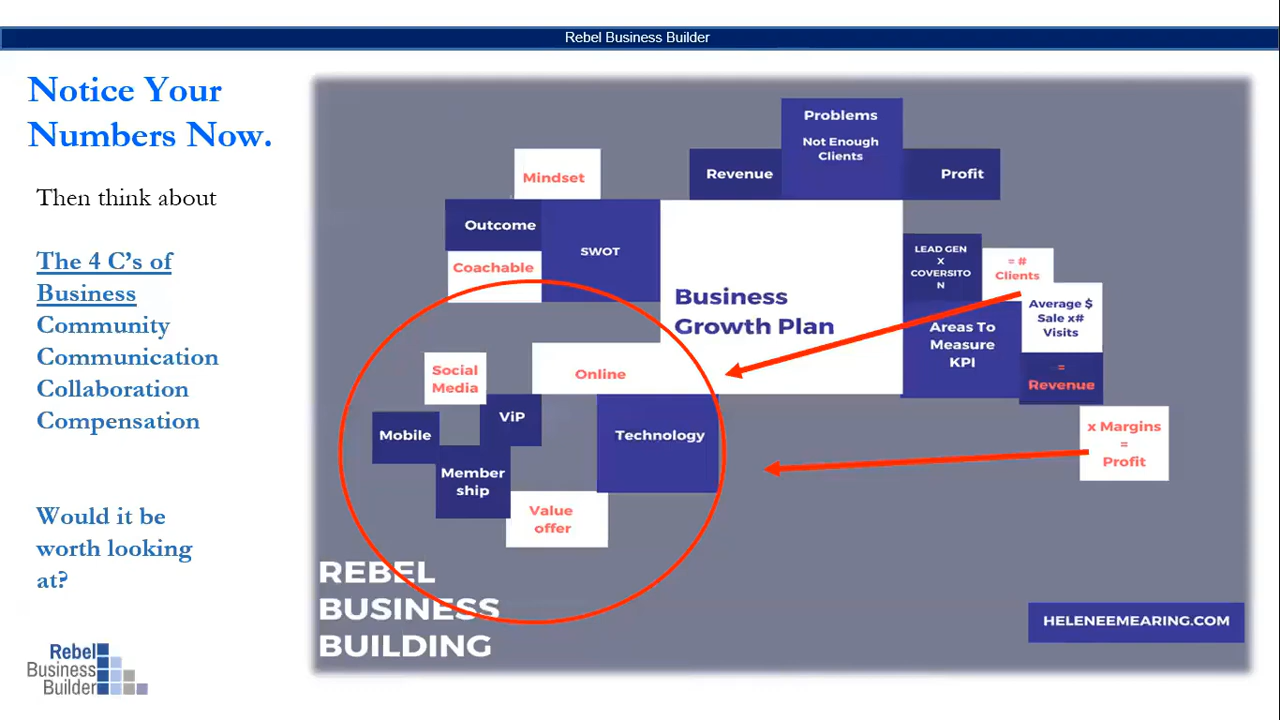 Rebel Business Builder
Notice Your
Numbers Now.
Then think about
The 4 C's of
Business
Community
Communication
Collaboration
Compensation
Would it be
worth looking
at?
Rebel
Business
Builder
Problems
Not Enough
Clients
Revenue
Profit
Mindset
Outcome
SWOT
Coachable
Business
Growth Plan
LEAD GEN
X
COVERSITO
N
= #
Clients
Average $
Sale x#
Visits
Areas To
Measure
KPI
=
Revenue
x Margins
=
Profit
Online
Social
Media
ViP
Mobile
Technology
Member
ship
Value
offer
REBEL
BUSINESS
BUILDING
HELENEEMEARING.COM